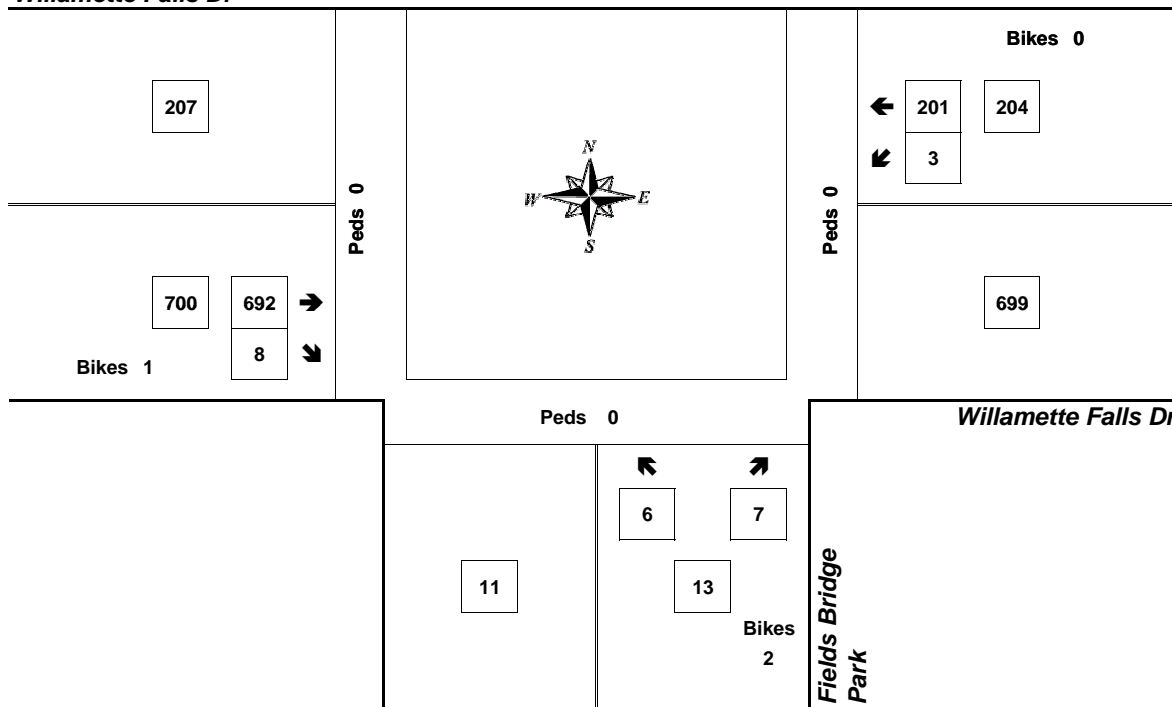 Willamette Falls Dr
Bikes 0
207
201
204
3
N
W
E
S
Peds 0
Peds 0
700
692
699
8
Bikes 1
Peds 0
Willamette Falls Dr
6
7
11
13
Bikes
2
Fields Bridge
Park